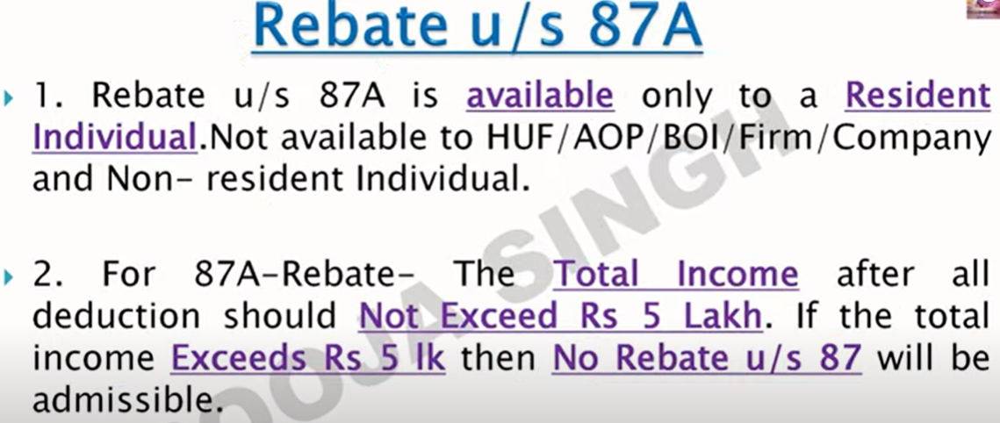 Rebate u/s 87A
1. Rebate u/s 87A is available only to a Resident
Individual.Not available to HUF/AOP/BOI/Firm/Company
and Non- resident Individual.
2. For 87A-Rebate- The Total Income after all
deduction should Not Exceed Rs 5 Lakh. If the total
income Exceeds Rs 5 lk then No Rebate u/s 87 will be
admissible.
OOJA SINGH